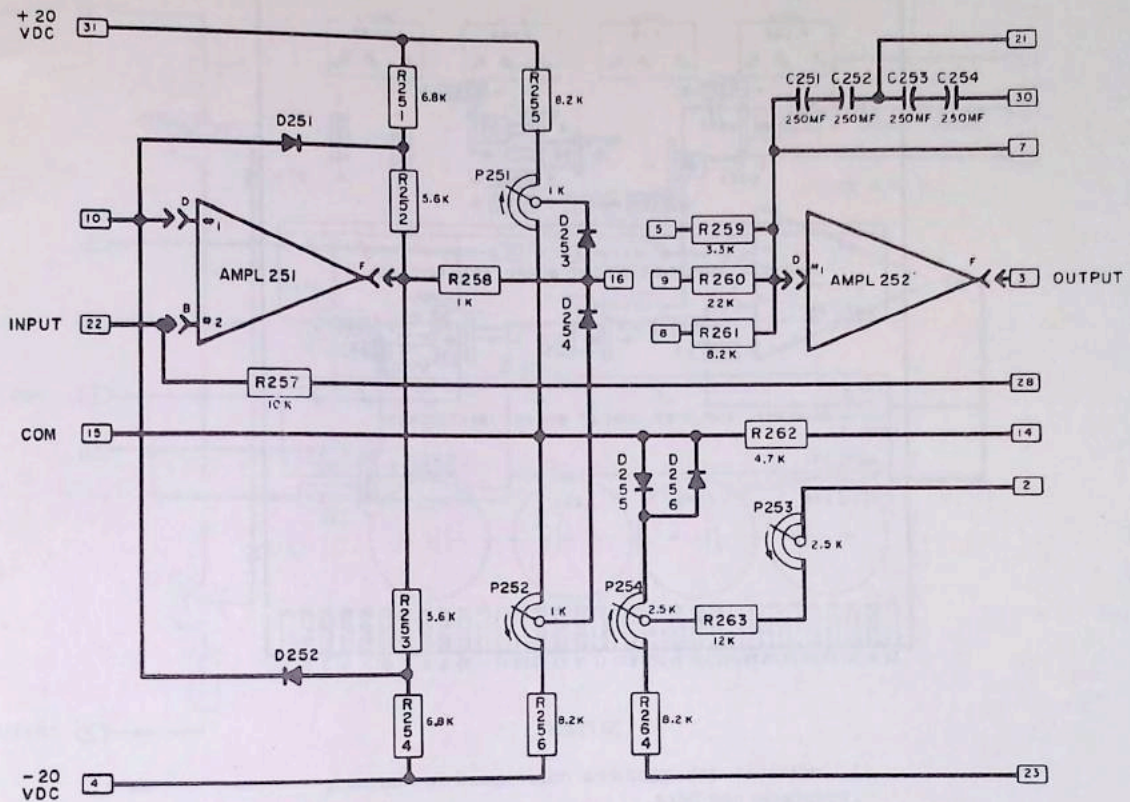 + 20
VDC
31
21
R251
6.8K
R255
8.2K
C251 C252 C253 C254
250MF 250MF 250MF 250MF
30
D251
7
R252
5.6K
P251
1K
D253
10
D
#1
5
R259
3.3K
AMPL 251
F
R258
1K
16
9
R260
22K
D
#1
AMPL 252
F
3
OUTPUT
D254
INPUT
22
B
#2
8
R261
8.2K
R257
10K
28
COM
15
R262
4.7K
14
D255
D256
2
P253
2.5K
R253
5.6K
P252
1K
P254
2.5K
R263
12K
D252
R254
6.8K
R256
8.2K
R264
8.2K
-20
VDC
4
23